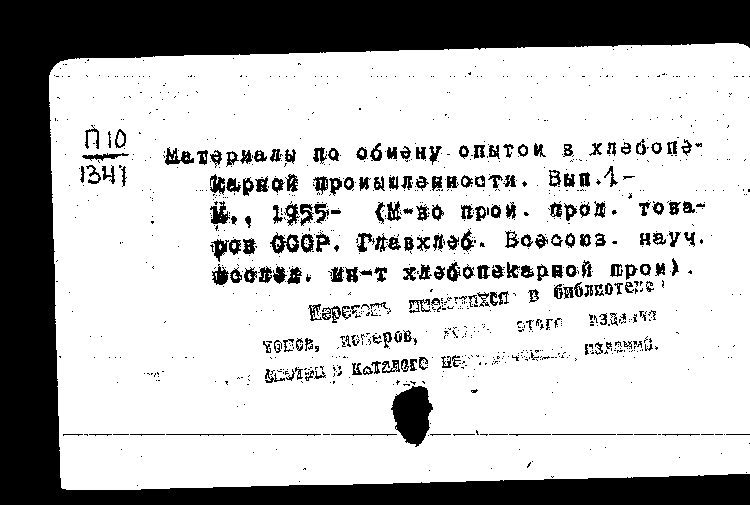 П10
1347
Материалы по обмену опытом в хлебопе-
карной промышленности. Вып.1-
М., 1955- (М-во пром. прод. това-
ров СССР. Главхлеб. Всесоюз. науч.
исслед. ин-т хлебопекарной пром).
Перечень имеющихся в библиотеке
томов, номеров, этого издания
смотри в каталоге изданий.